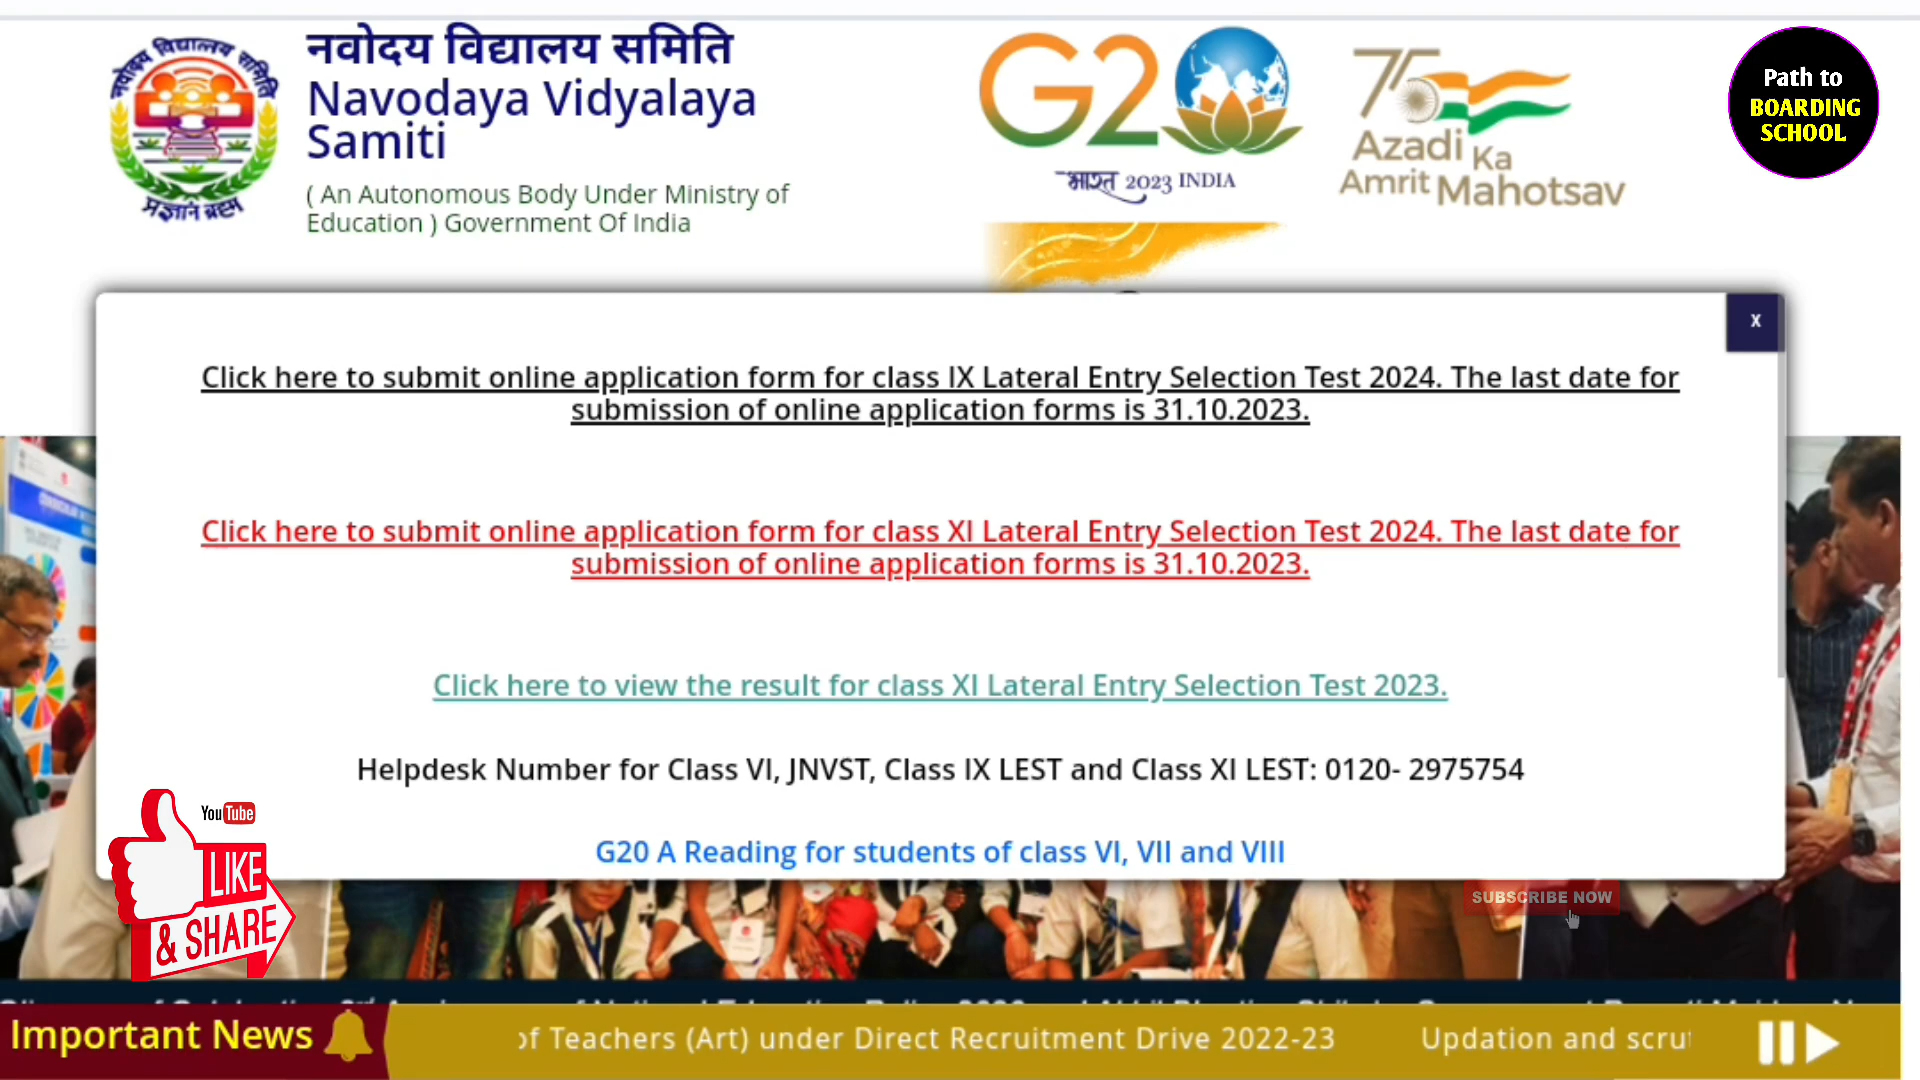 नवोदय विद्यालय समिति
नवोदय विद्यालय समिति
Navodaya Vidyalaya
Samiti
( An Autonomous Body Under Ministry of
Education ) Government Of India
प्रज्ञानं ब्रह्म
G20
भारत 2023 INDIA
75
Azadi Ka
Amrit Mahotsav
Path to
BOARDING
SCHOOL
X
Click here to submit online application form for class IX Lateral Entry Selection Test 2024. The last date for
submission of online application forms is 31.10.2023.
Click here to submit online application form for class XI Lateral Entry Selection Test 2024. The last date for
submission of online application forms is 31.10.2023.
Click here to view the result for class XI Lateral Entry Selection Test 2023.
Helpdesk Number for Class VI, JNVST, Class IX LEST and Class XI LEST: 0120- 2975754
G20 A Reading for students of class VI, VII and VIII
YouTube
LIKE
& SHARE
SUBSCRIBE NOW
Important News
of Teachers (Art) under Direct Recruitment Drive 2022-23 Updation and